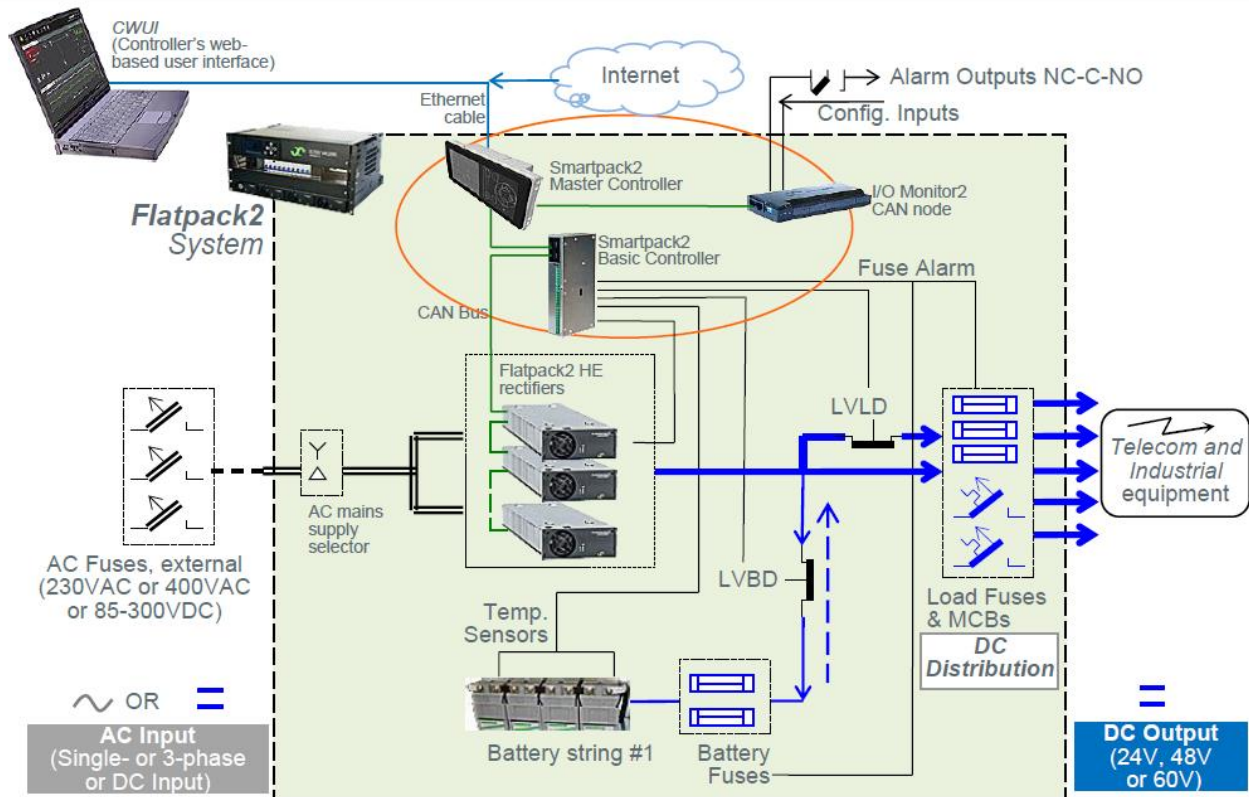 CWUI
(Controller's web-
based user interface)
Internet
Alarm Outputs NC-C-NO
Config. Inputs
Ethernet
cable
Smartpack2
Master Controller
I/O Monitor2
CAN node
Flatpack2
System
Smartpack2
Basic Controller
Fuse Alarm
CAN Bus
Flatpack2 HE
rectifiers
LVLD
Telecom and
Industrial
equipment
AC mains
supply
selector
AC Fuses, external
(230VAC or 400VAC
or 85-300VDC)
LVBD
Load Fuses
& MCBs
Temp.
Sensors
DC
Distribution
OR
AC Input
(Single- or 3-phase
or DC Input)
Battery string #1
Battery
Fuses
DC Output
(24V, 48V
or 60V)